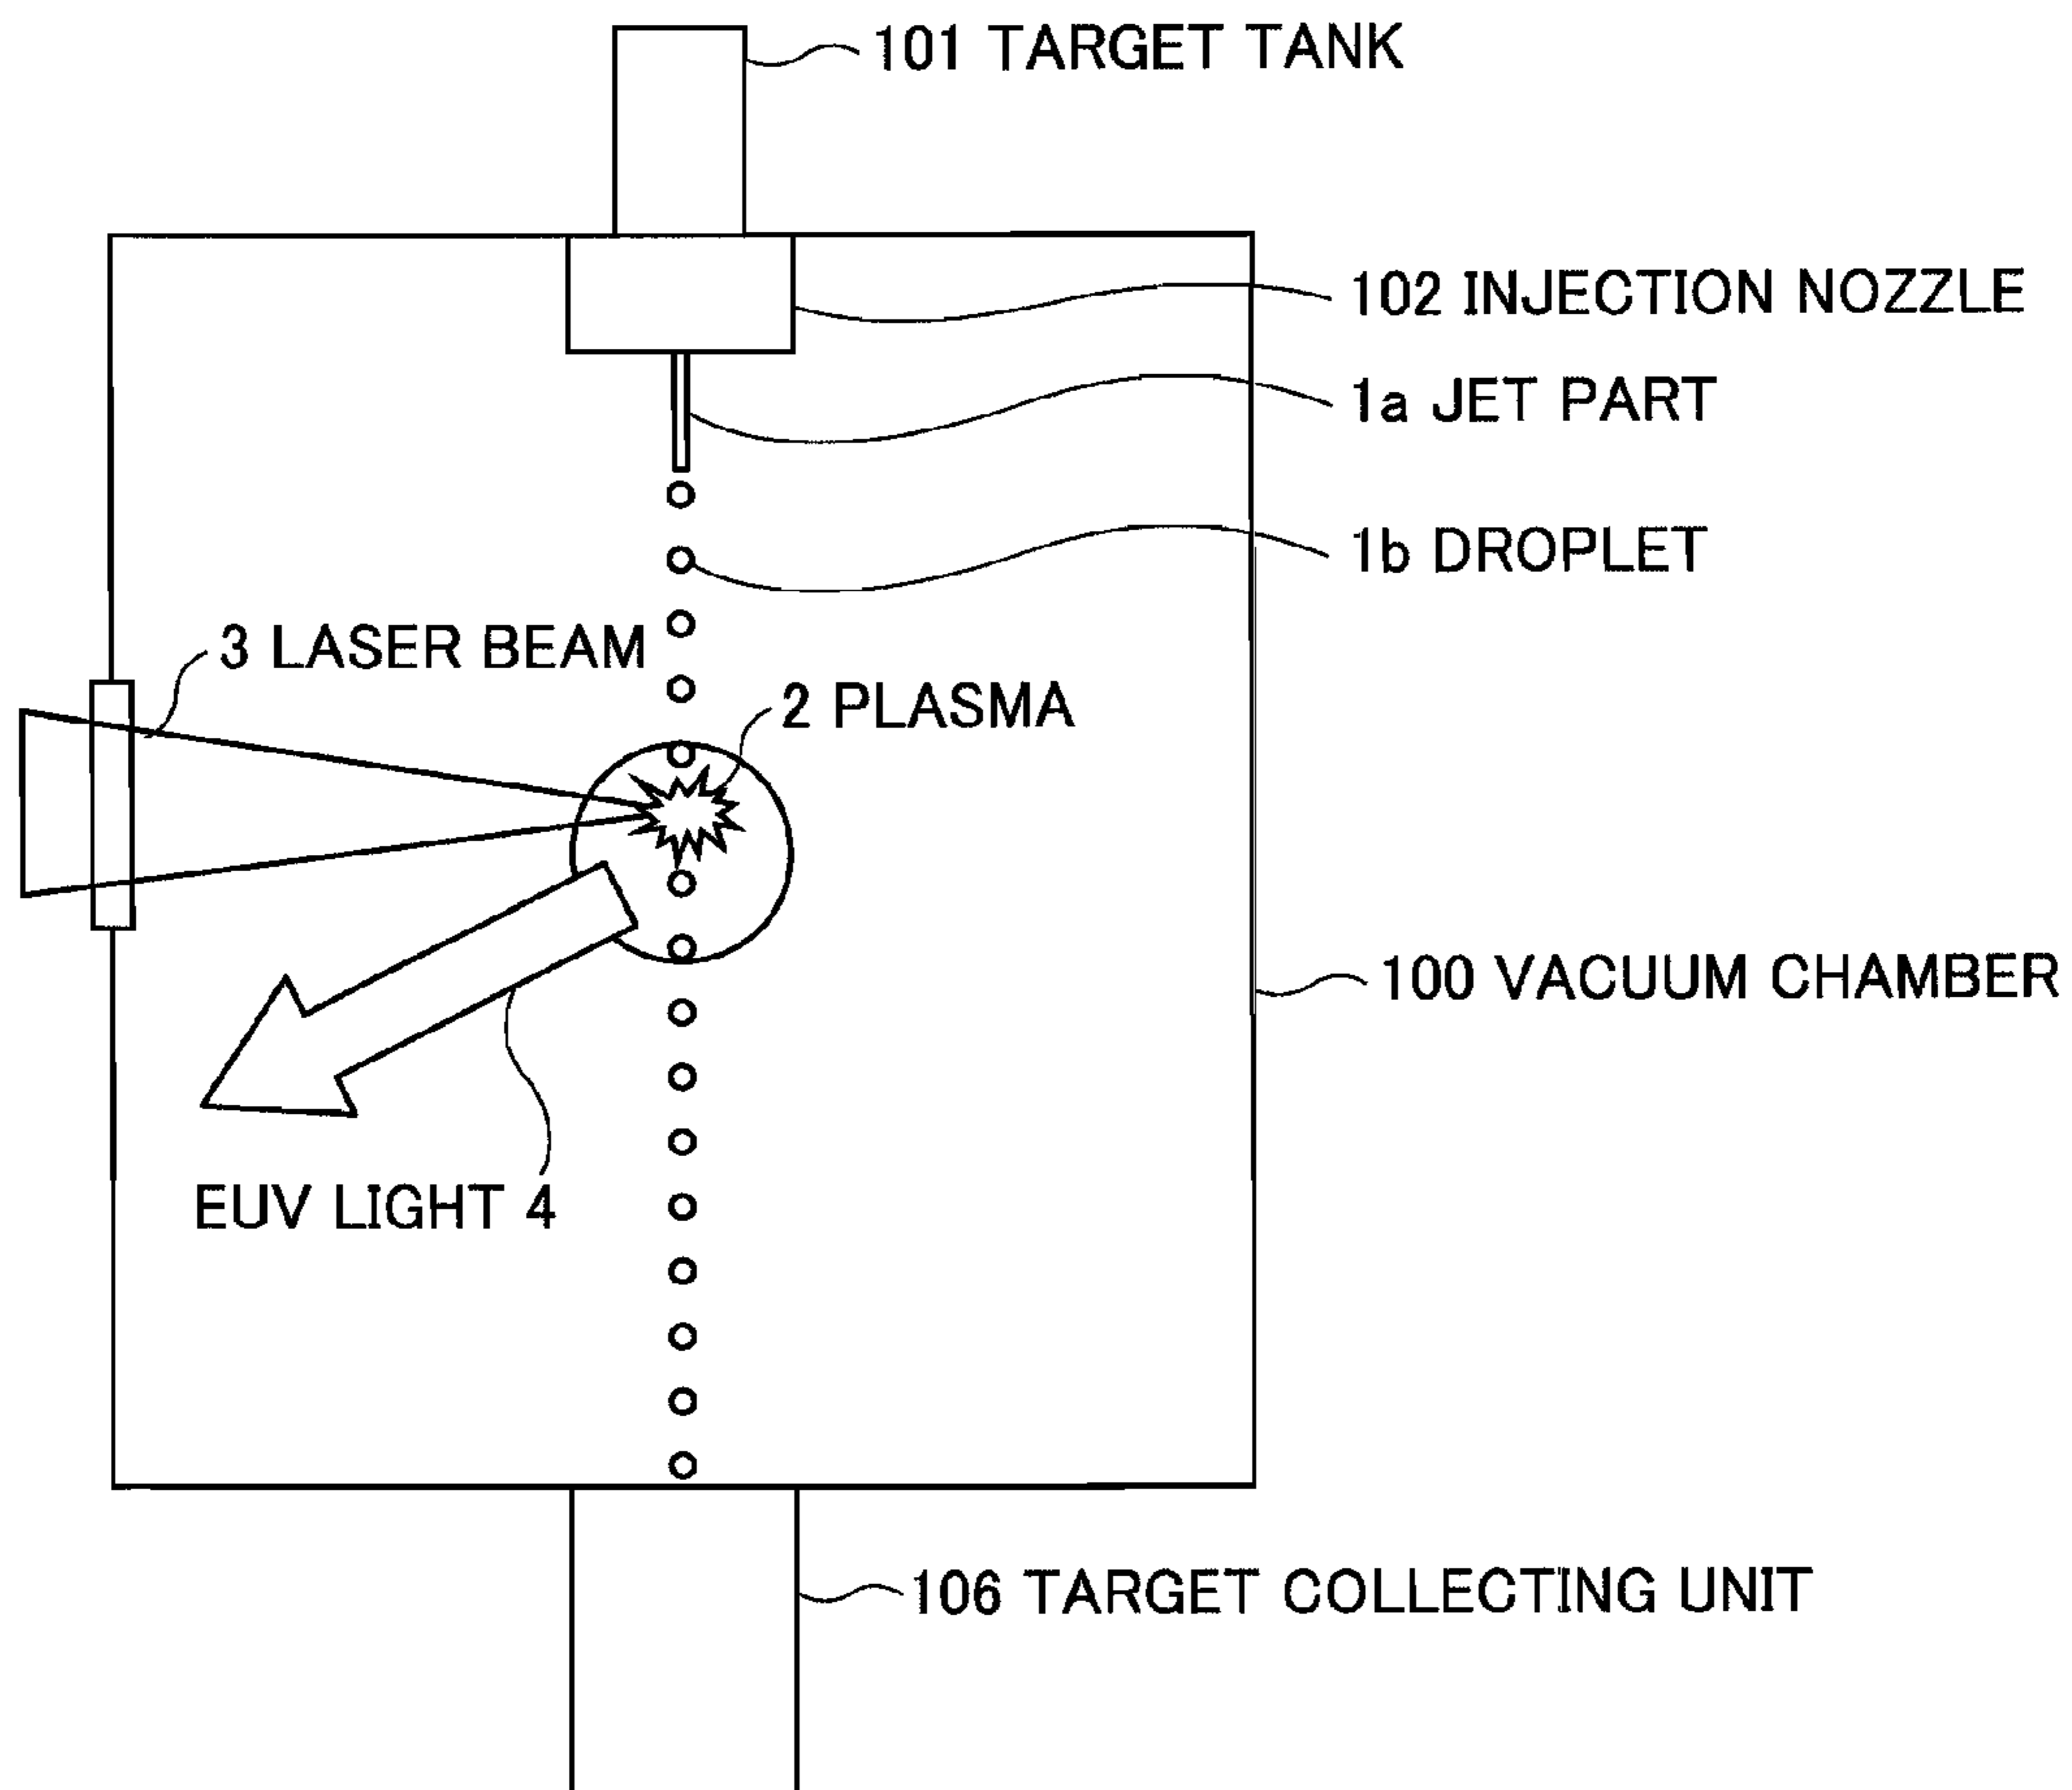 101 TARGET TANK
102 INJECTION NOZZLE
1a JET PART
1b DROPLET
3 LASER BEAM
2 PLASMA
100 VACUUM CHAMBER
EUV LIGHT 4
106 TARGET COLLECTING UNIT